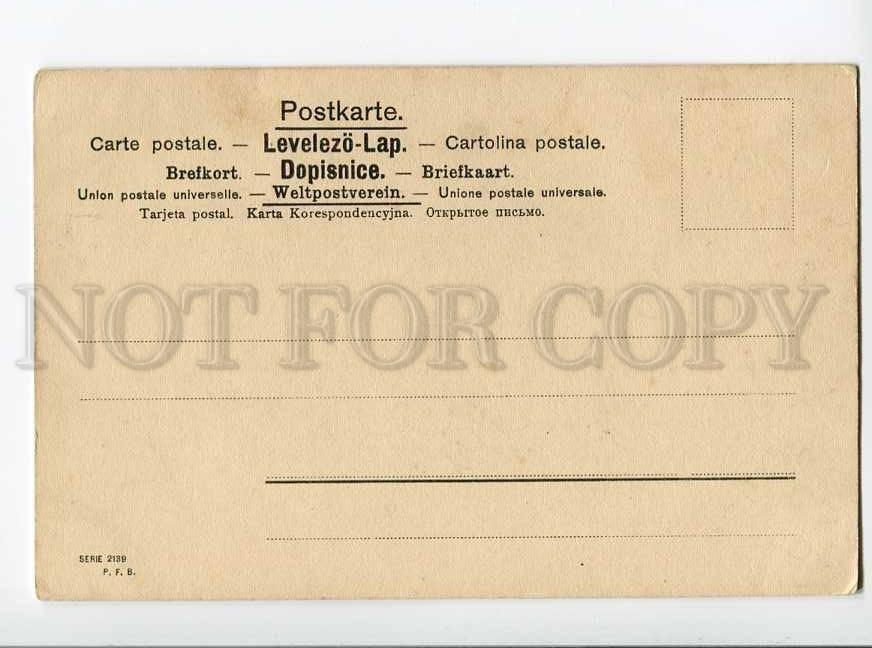 Postkarte.
Carte postale. — Levelezö-Lap. — Cartolina postale.
Brefkort. — Dopisnice. — Briefkaart.
Union postale universelle. — Weltpostverein. — Unione postale universale.
Tarjeta postal. Karta Korespondencyjna. Открытое письмо.
NOT FOR COPY
SERIE 2139
P. F. B.